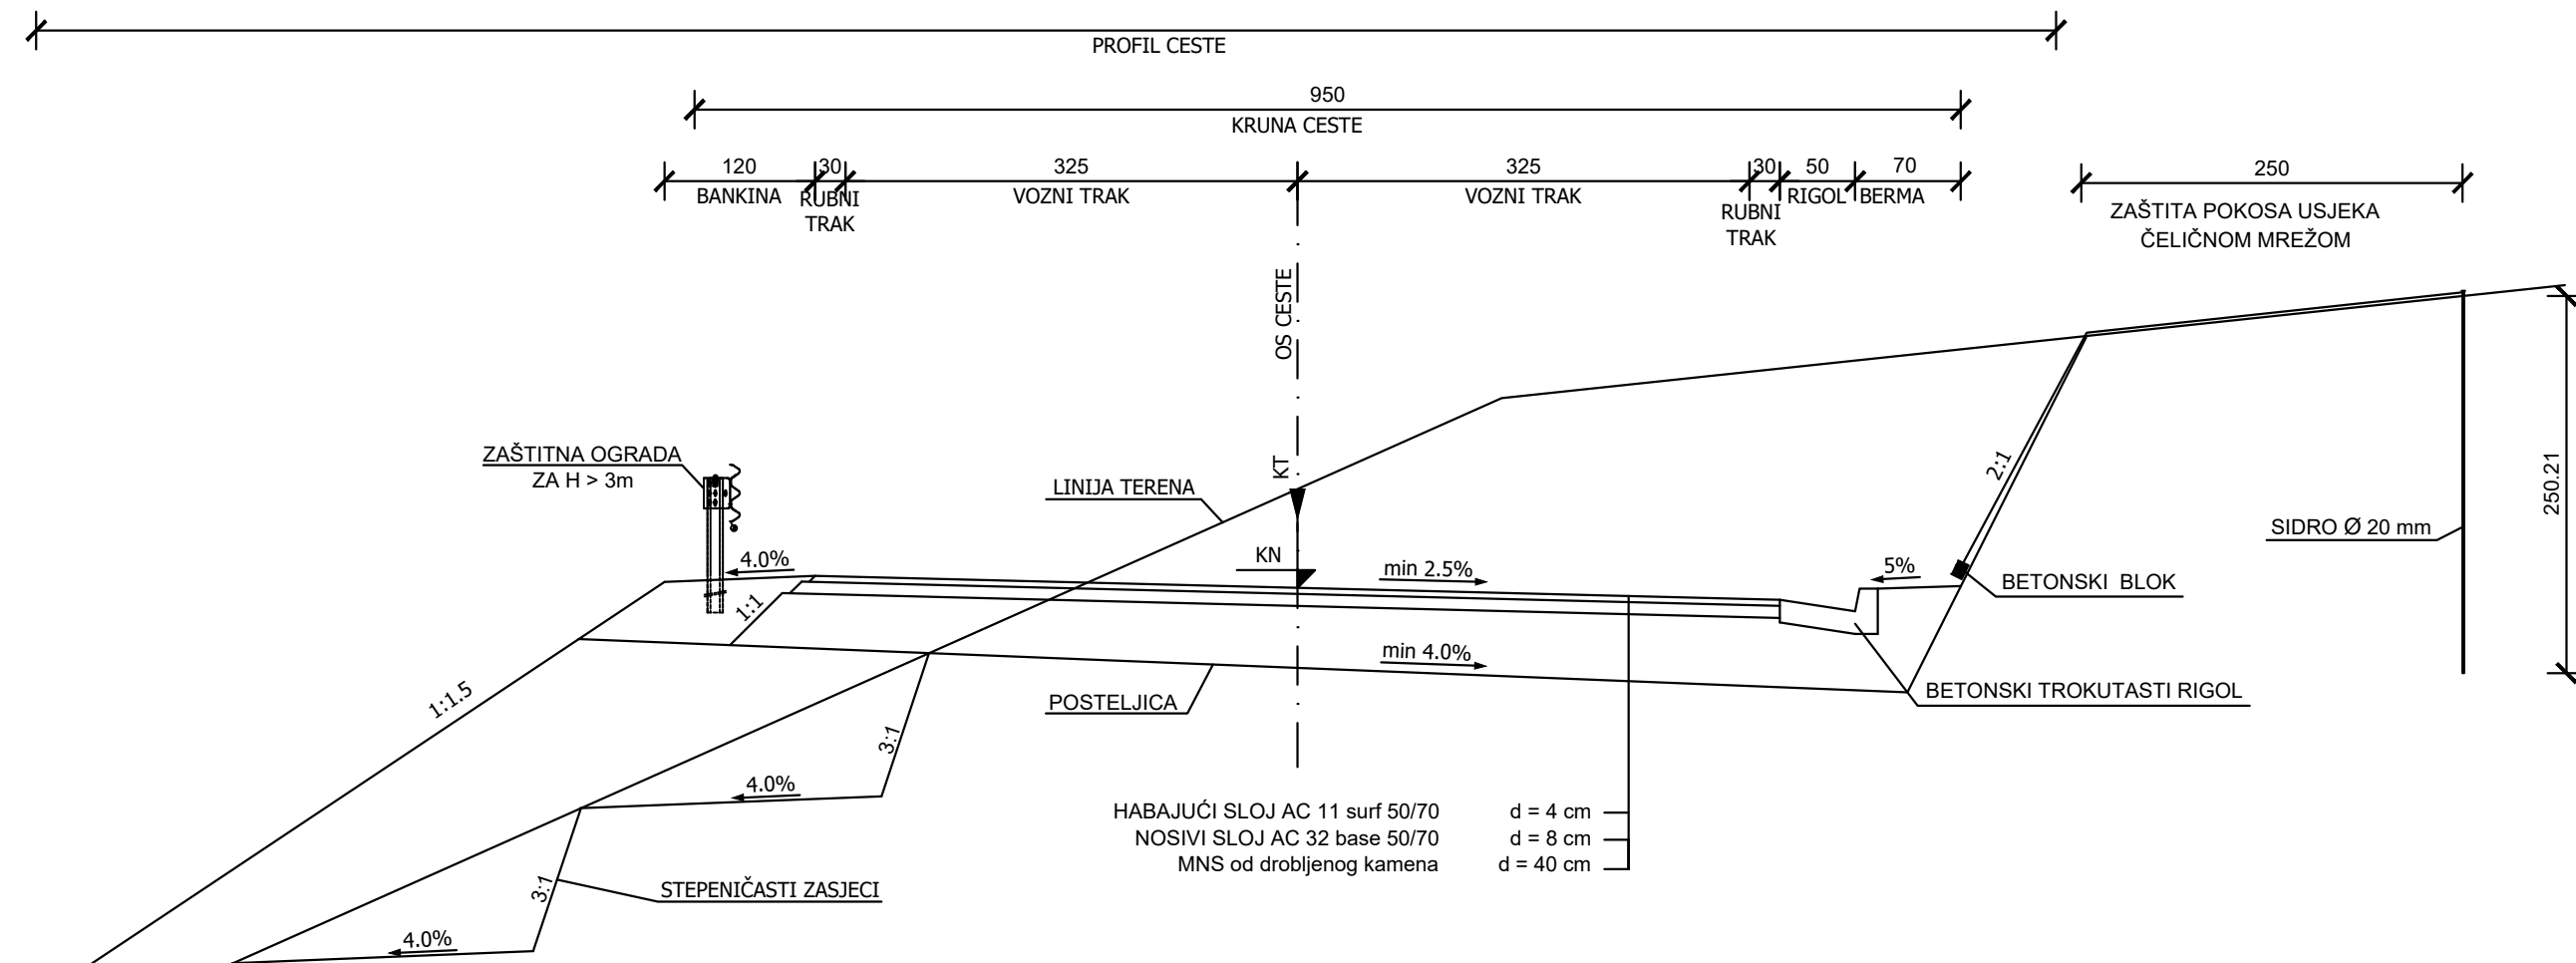 PROFIL CESTE
950
KRUNA CESTE
120 30 325 325 30 50 70 250
BANKINA RUBNI TRAK VOZNI TRAK VOZNI TRAK RUBNI TRAK RIGOL BERMA
ZAŠTITA POKOSA USJEKA
ČELIČNOM MREŽOM
OS CESTE
ZAŠTITNA OGRADA
ZA H > 3m
KT
LINIJA TERENA
2:1
250.21
SIDRO Ø 20 mm
4.0%
KN
min 2.5%
5%
BETONSKI BLOK
1:1
min 4.0%
1:1.5
POSTELJICA
BETONSKI TROKUTASTI RIGOL
3:1
4.0%
HABAJUĆI SLOJ AC 11 surf 50/70 d = 4 cm
NOSIVI SLOJ AC 32 base 50/70 d = 8 cm
MNS od drobljenog kamena d = 40 cm
3:1
STEPENIČASTI ZASJECI
4.0%